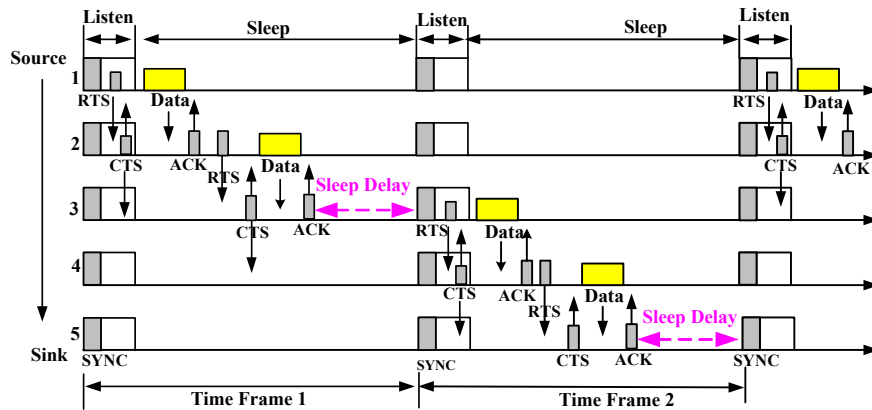 Listen Sleep Listen Sleep Listen
Source
1
RTS Data RTS Data
2
CTS ACK RTS Data CTS ACK
Sleep Delay
3
CTS ACK RTS Data
4
CTS ACK RTS Data
Sleep Delay
5
Sink SYNC SYNC CTS ACK SYNC
Time Frame 1 Time Frame 2